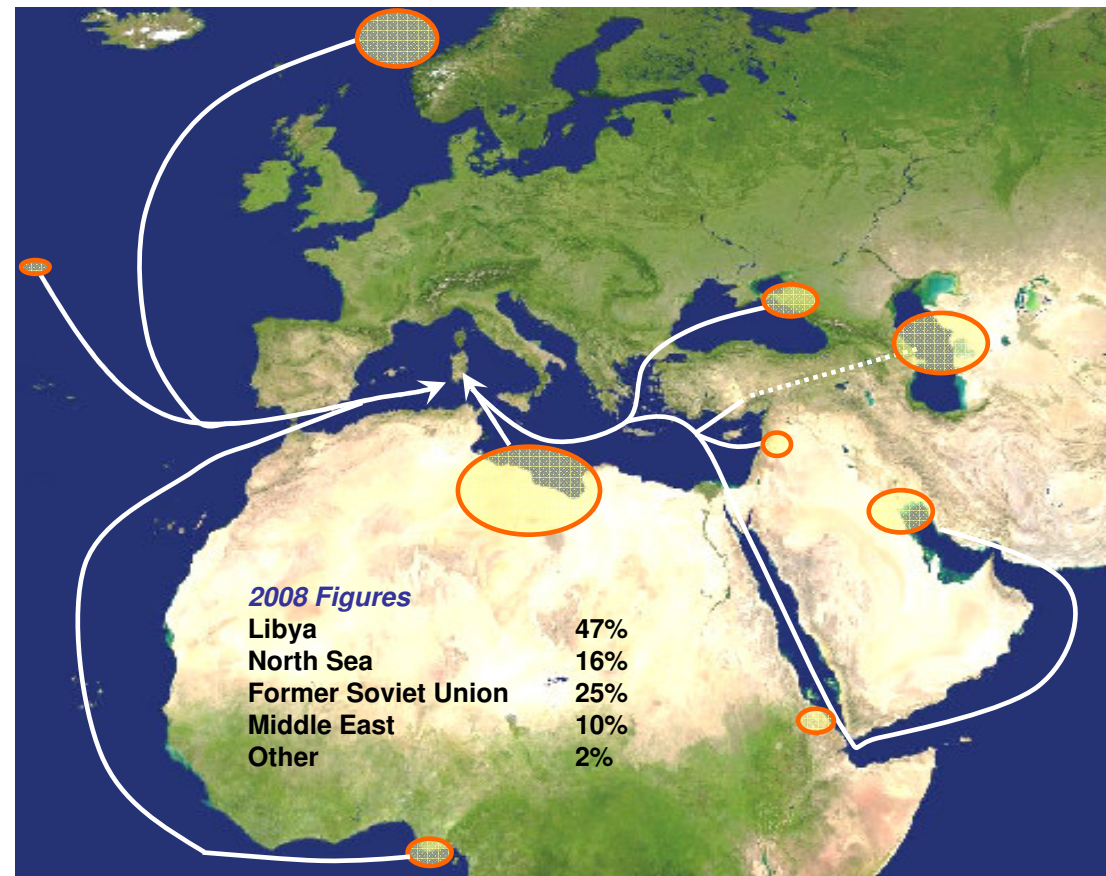 2008 Figures
Libya 47%
North Sea 16%
Former Soviet Union 25%
Middle East 10%
Other 2%